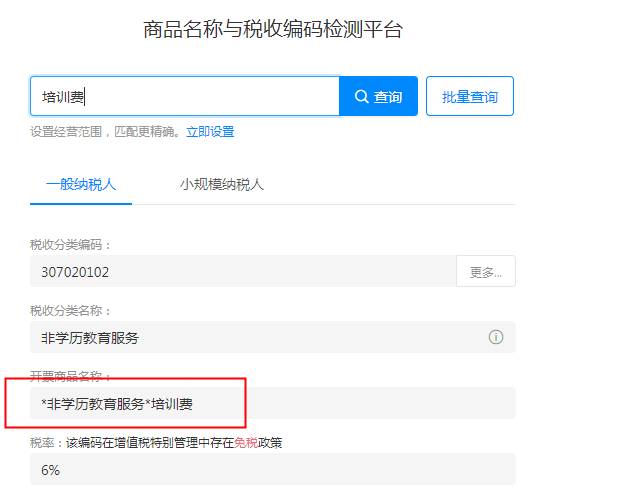 商品名称与税收编码检测平台
培训费
查询
批量查询
设置经营范围，匹配更精确。立即设置
一般纳税人 小规模纳税人
税收分类编码：
307020102
更多...
税收分类名称：
非学历教育服务
开票商品名称：
*非学历教育服务*培训费
税率：该编码在增值税特别管理中存在免税政策
6%